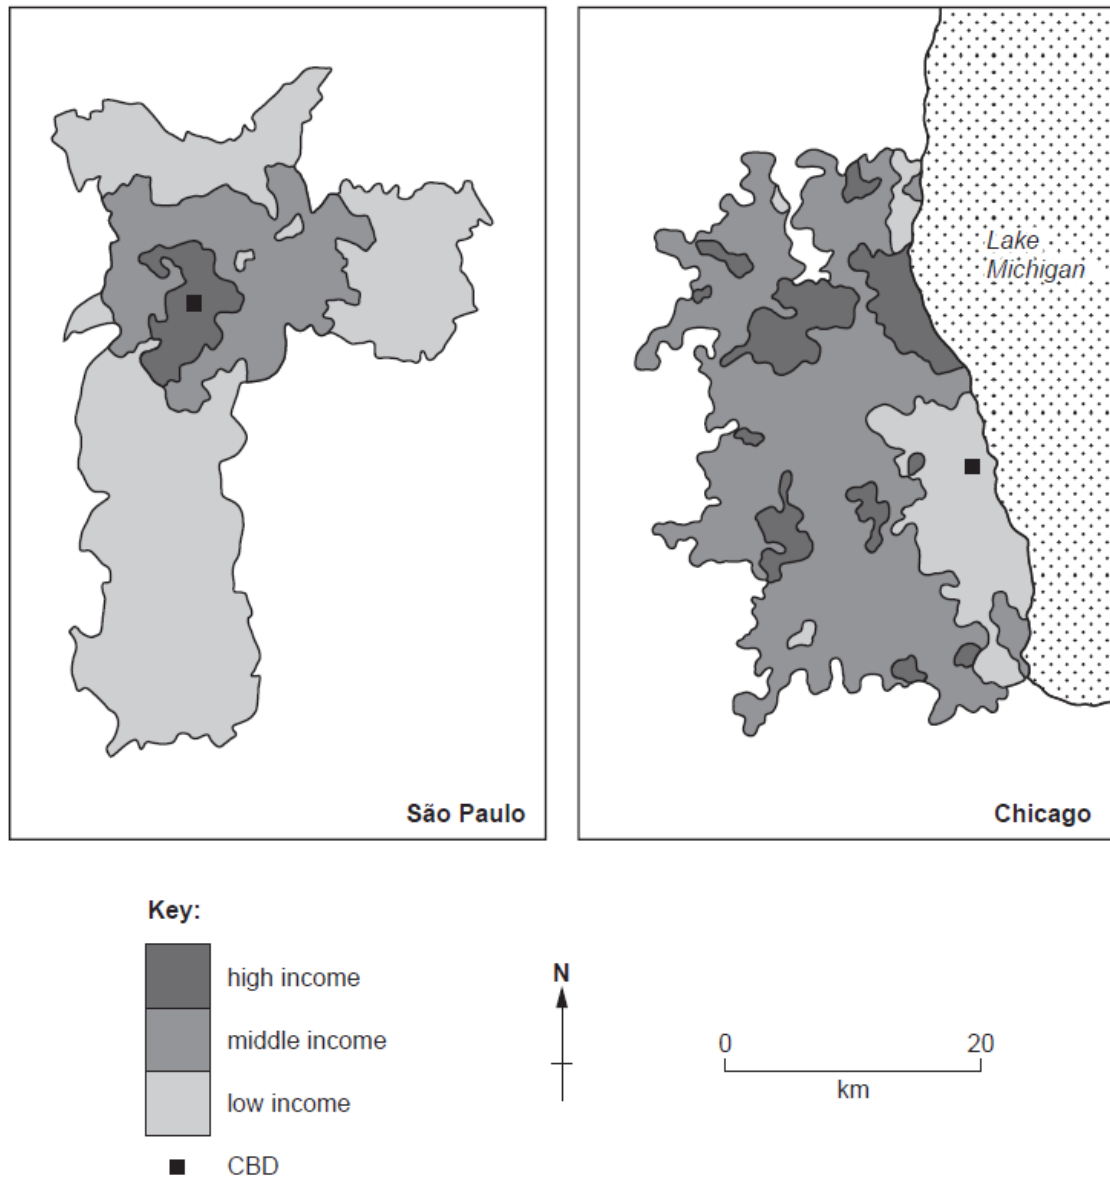 Lake
Michigan
São Paulo
Chicago
Key:
high income
middle income
low income
CBD
N
0 20
km